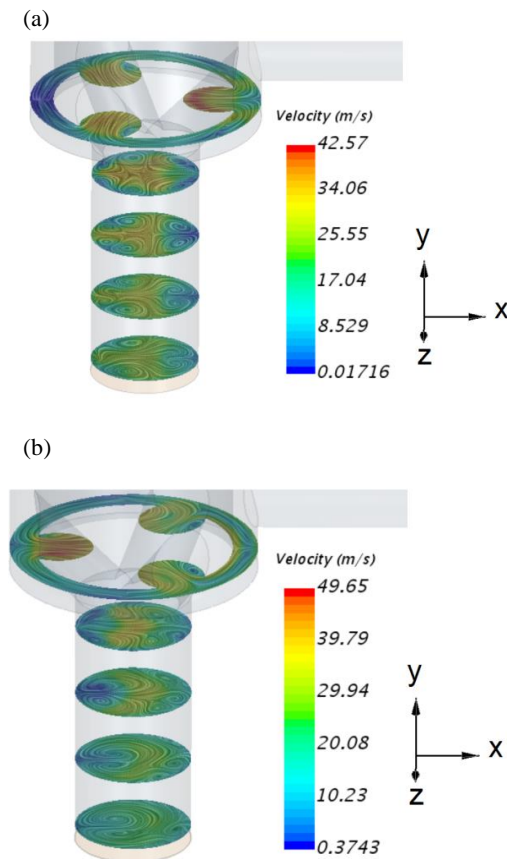 (a)
Velocity (m/s)
42.57
34.06
25.55
17.04
8.529
0.01716
y
x
z
(b)
Velocity (m/s)
49.65
39.79
29.94
20.08
10.23
0.3743
y
x
z